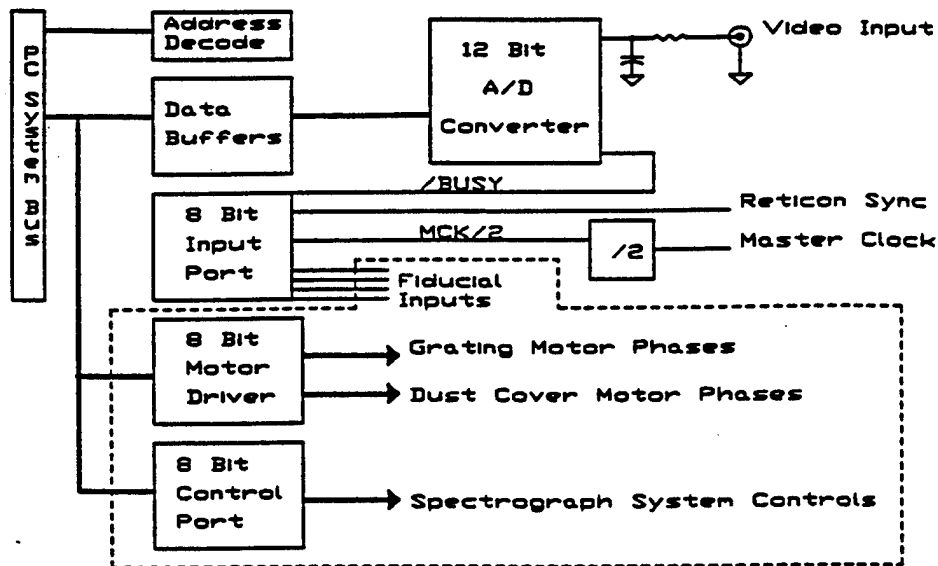 PC System Bus
Address
Decode
Data
Buffers
12 Bit
A/D
Converter
Video Input
/BUSY
8 Bit
Input
Port
Reticon Sync
MCK/2
/2
Master Clock
Fiducial
Inputs
8 Bit
Motor
Driver
Grating Motor Phases
Dust Cover Motor Phases
8 Bit
Control
Port
Spectrograph System Controls